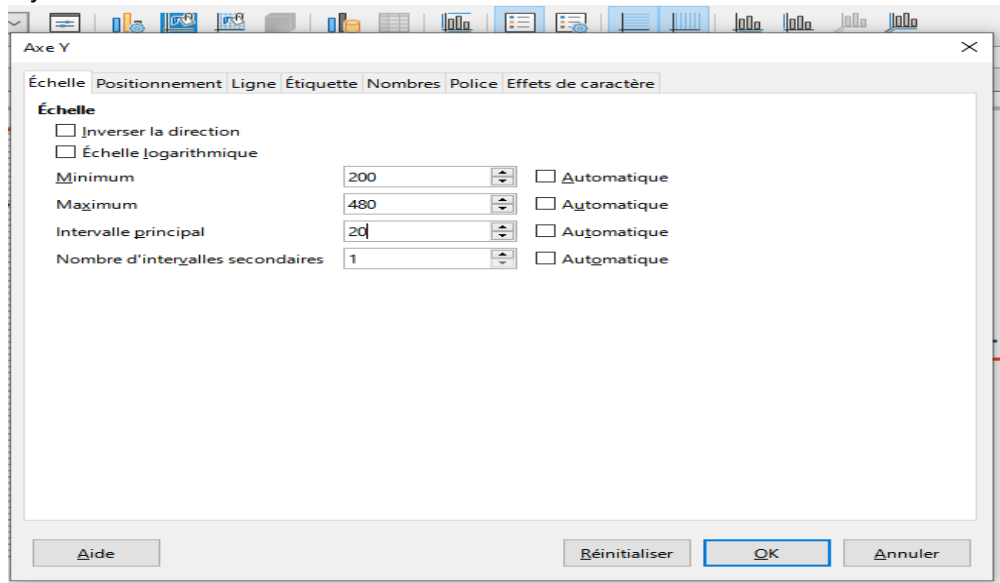 Axe Y
Échelle Positionnement Ligne Étiquette Nombres Police Effets de caractère
Échelle
Inverser la direction
Échelle logarithmique
Minimum 200 Automatique
Maximum 480 Automatique
Intervalle principal 20 Automatique
Nombre d'intervalles secondaires 1 Automatique
Aide Réinitialiser OK Annuler